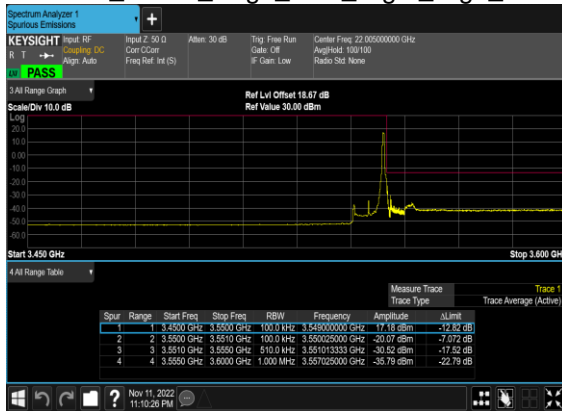 Spectrum Analyzer 1
Spurious Emissions
+
KEYSIGHT Input: RF Input Z: 50 Ω Atten: 30 dB Trig: Free Run Center Freq: 22.005000000 GHz
R T Coupling: DC Corr CCorr Gate: Off Avg|Hold: 100/100
Align: Auto Freq Ref: Int (S) IF Gain: Low Radio Std: None
PASS
3 All Range Graph
Ref Lvl Offset 18.67 dB
Scale/Div 10.0 dB Ref Value 30.00 dBm
Log
20.0
10.0
0.00
-10.0
-20.0
-30.0
-40.0
-50.0
-60.0
Start 3.450 GHz Stop 3.600 GH
4 All Range Table
Measure Trace Trace 1
Trace Type Trace Average (Active)
Spur Range Start Freq Stop Freq RBW Frequency Amplitude ΔLimit
1 1 3.4500 GHz 3.5500 GHz 100.0 kHz 3.549000000 GHz 17.18 dBm -12.82 dB
2 2 3.5500 GHz 3.5510 GHz 100.0 kHz 3.550025000 GHz -20.07 dBm -7.072 dB
3 3 3.5510 GHz 3.5550 GHz 510.0 kHz 3.551013333 GHz -30.52 dBm -17.52 dB
4 4 3.5550 GHz 3.6000 GHz 1.000 MHz 3.557025000 GHz -35.79 dBm -22.79 dB
? Nov 11, 2022
11:10:26 PM